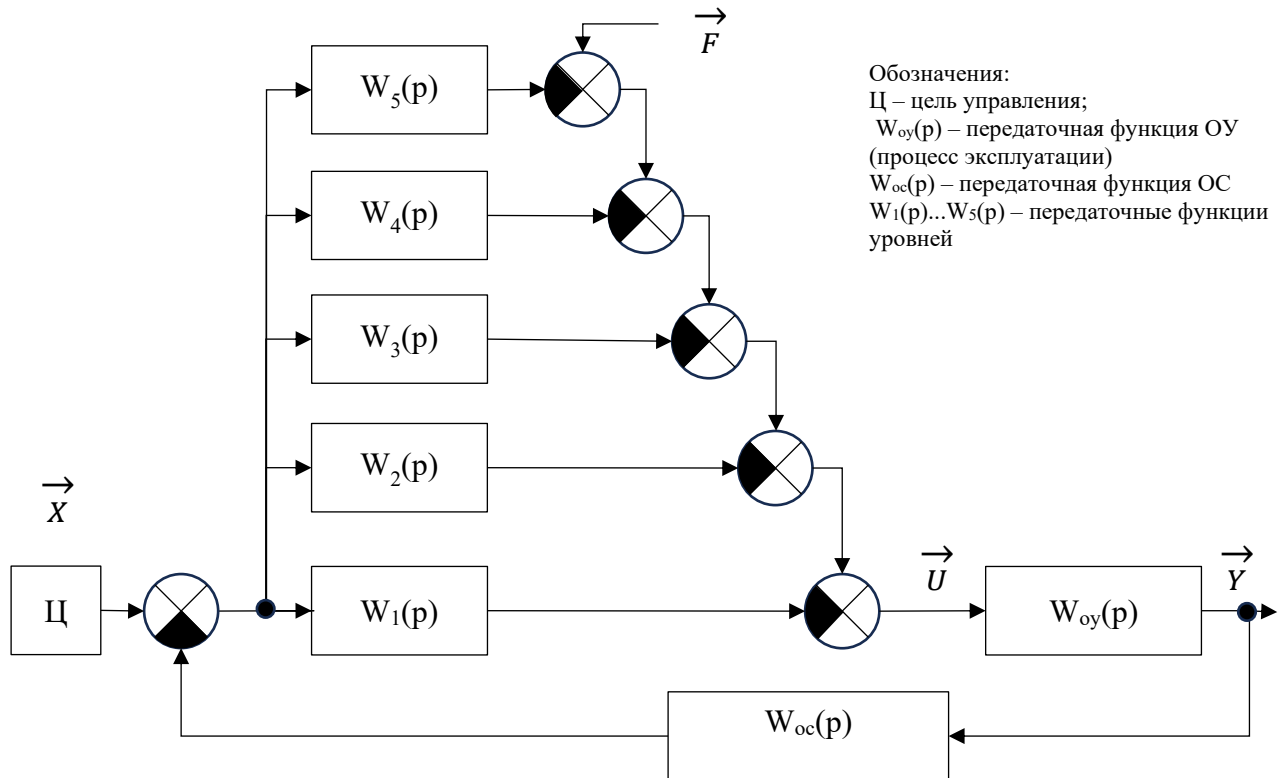 F
Обозначения:
Ц – цель управления;
Wоу(p) – передаточная функция ОУ
(процесс эксплуатации)
Wос(p) – передаточная функция ОС
W₁(p)...W₅(p) – передаточные функции
уровней
W₅(p)
W₄(p)
W₃(p)
W₂(p)
X
Ц
W₁(p)
U
Wоу(p)
Y
Wос(p)